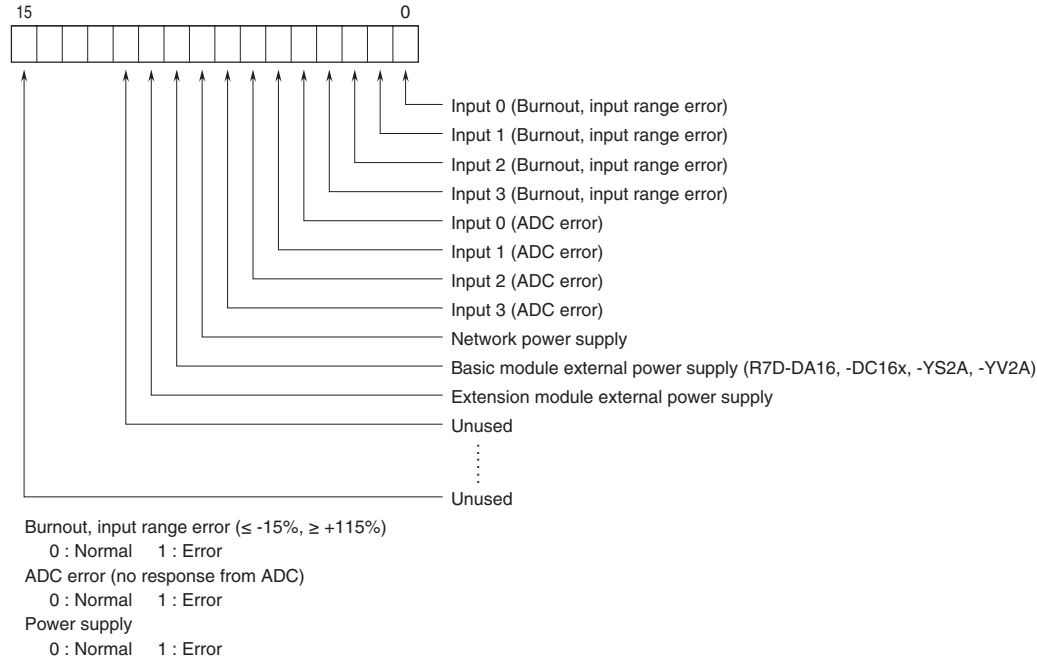 15 0
Input 0 (Burnout, input range error)
Input 1 (Burnout, input range error)
Input 2 (Burnout, input range error)
Input 3 (Burnout, input range error)
Input 0 (ADC error)
Input 1 (ADC error)
Input 2 (ADC error)
Input 3 (ADC error)
Network power supply
Basic module external power supply (R7D-DA16, -DC16x, -YS2A, -YV2A)
Extension module external power supply
Unused
Unused
Burnout, input range error (≤ -15%, ≥ +115%)
0 : Normal 1 : Error
ADC error (no response from ADC)
0 : Normal 1 : Error
Power supply
0 : Normal 1 : Error